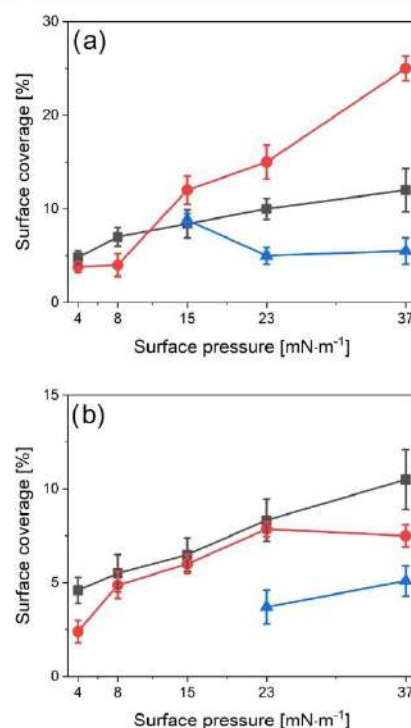 (a)
Surface coverage [%]
30
20
10
0
4 8 15 23 37
Surface pressure [mN·m⁻¹]
(b)
Surface coverage [%]
15
10
5
0
4 8 15 23 37
Surface pressure [mN·m⁻¹]